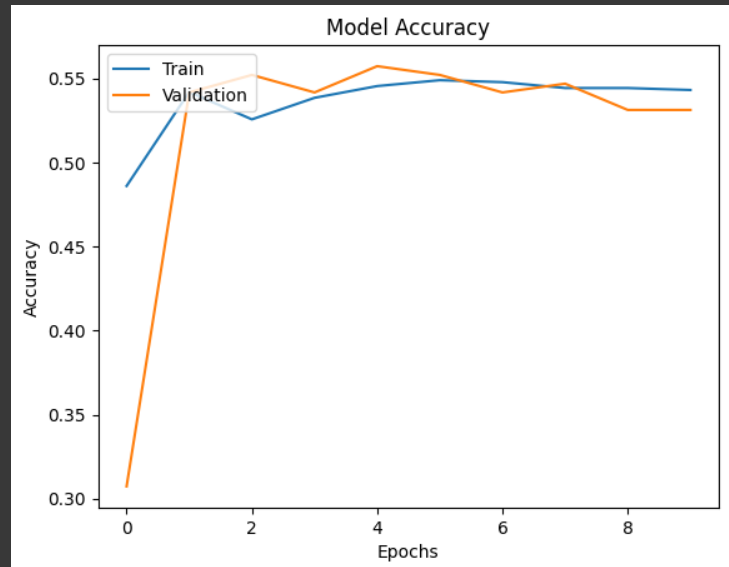 Model Accuracy
Train
Validation
0.55
0.50
0.45
0.40
0.35
0.30
Accuracy
0 2 4 6 8
Epochs